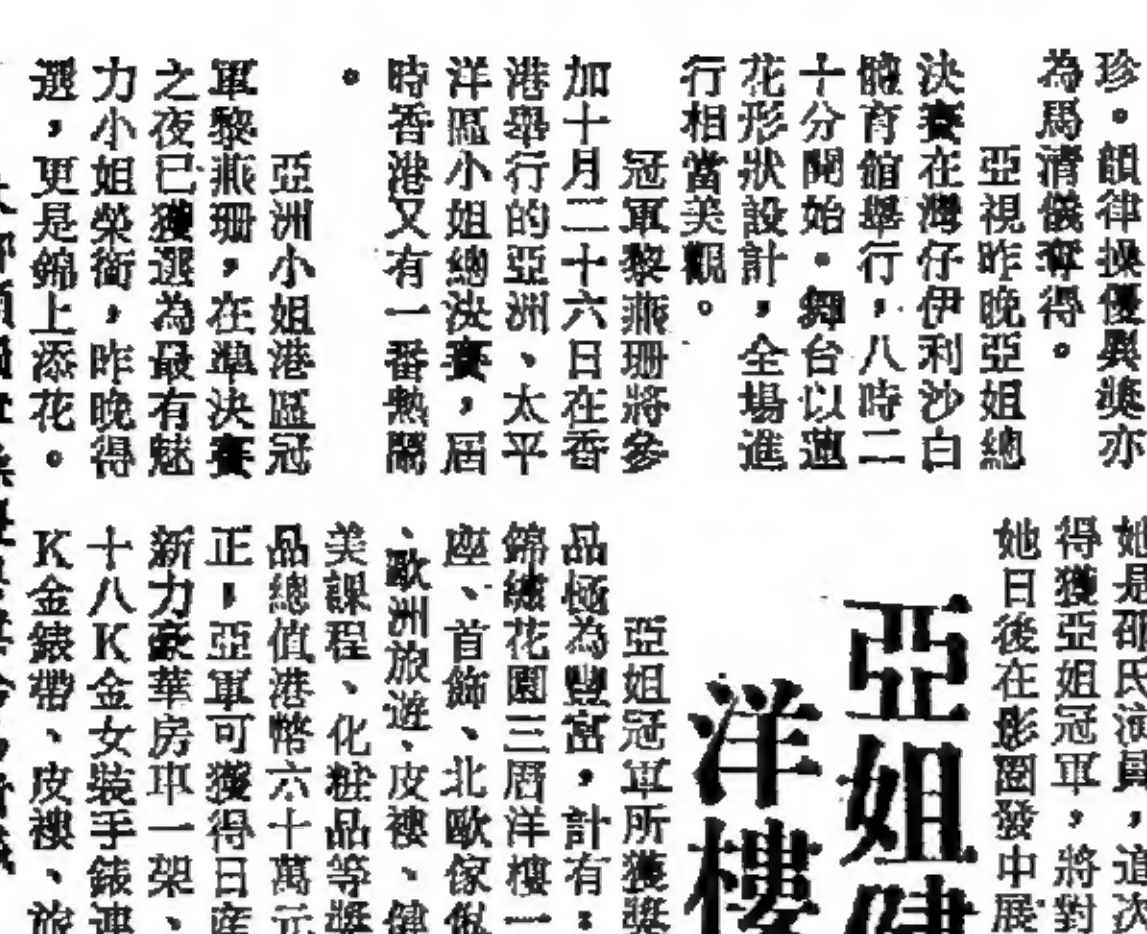 珍。韻律操優異獎亦
為馬清儀奪得。
亞視昨晚亞姐總
決賽在灣仔伊利沙白
體育館舉行,八時二
十分開始。舞台以蓮
花形狀設計,全場進
行相當美觀。
冠軍黎燕珊將參
加十月二十六日在香
港舉行的亞洲、太平
洋區小姐總決賽,屆
時香港又有一番熱鬧
。
亞洲小姐港區冠
軍黎燕珊,在準決賽
之夜已獲選為最有魅
力小姐榮銜,昨晚得
選,更是錦上添花。
她是邵氏演員,這次
得獲亞姐冠軍,將對
她日後在影圈發中展
亞姐
洋樓
亞姐冠軍所獲獎
品極為豐富,計有:
錦繡花園三層洋樓一
座、首飾、北歐傢俬
、歐洲旅遊、皮褸、健
美課程、化粧品等獎
品總值港幣六十萬元
正,亞軍可獲得日産
新力豪華房車一架、
十八K金女裝手錶連
K金錶帶、皮褸、旅